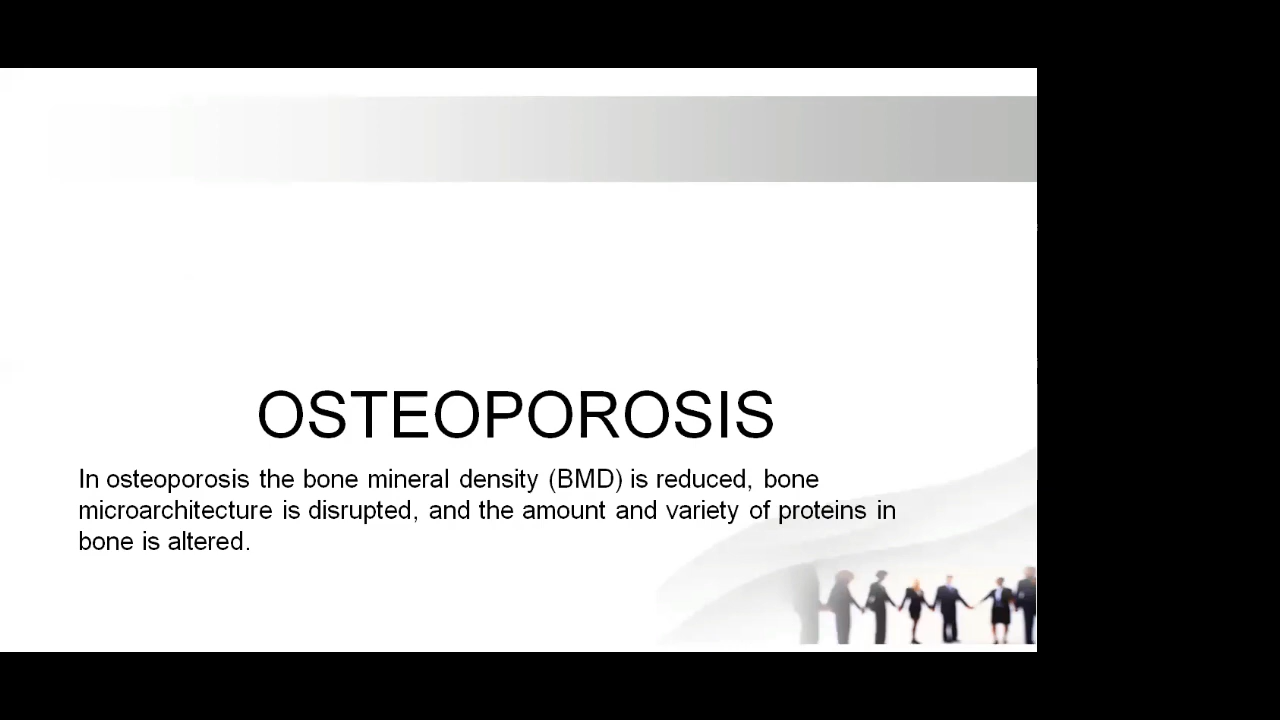 OSTEOPOROSIS
In osteoporosis the bone mineral density (BMD) is reduced, bone
microarchitecture is disrupted, and the amount and variety of proteins in
bone is altered.